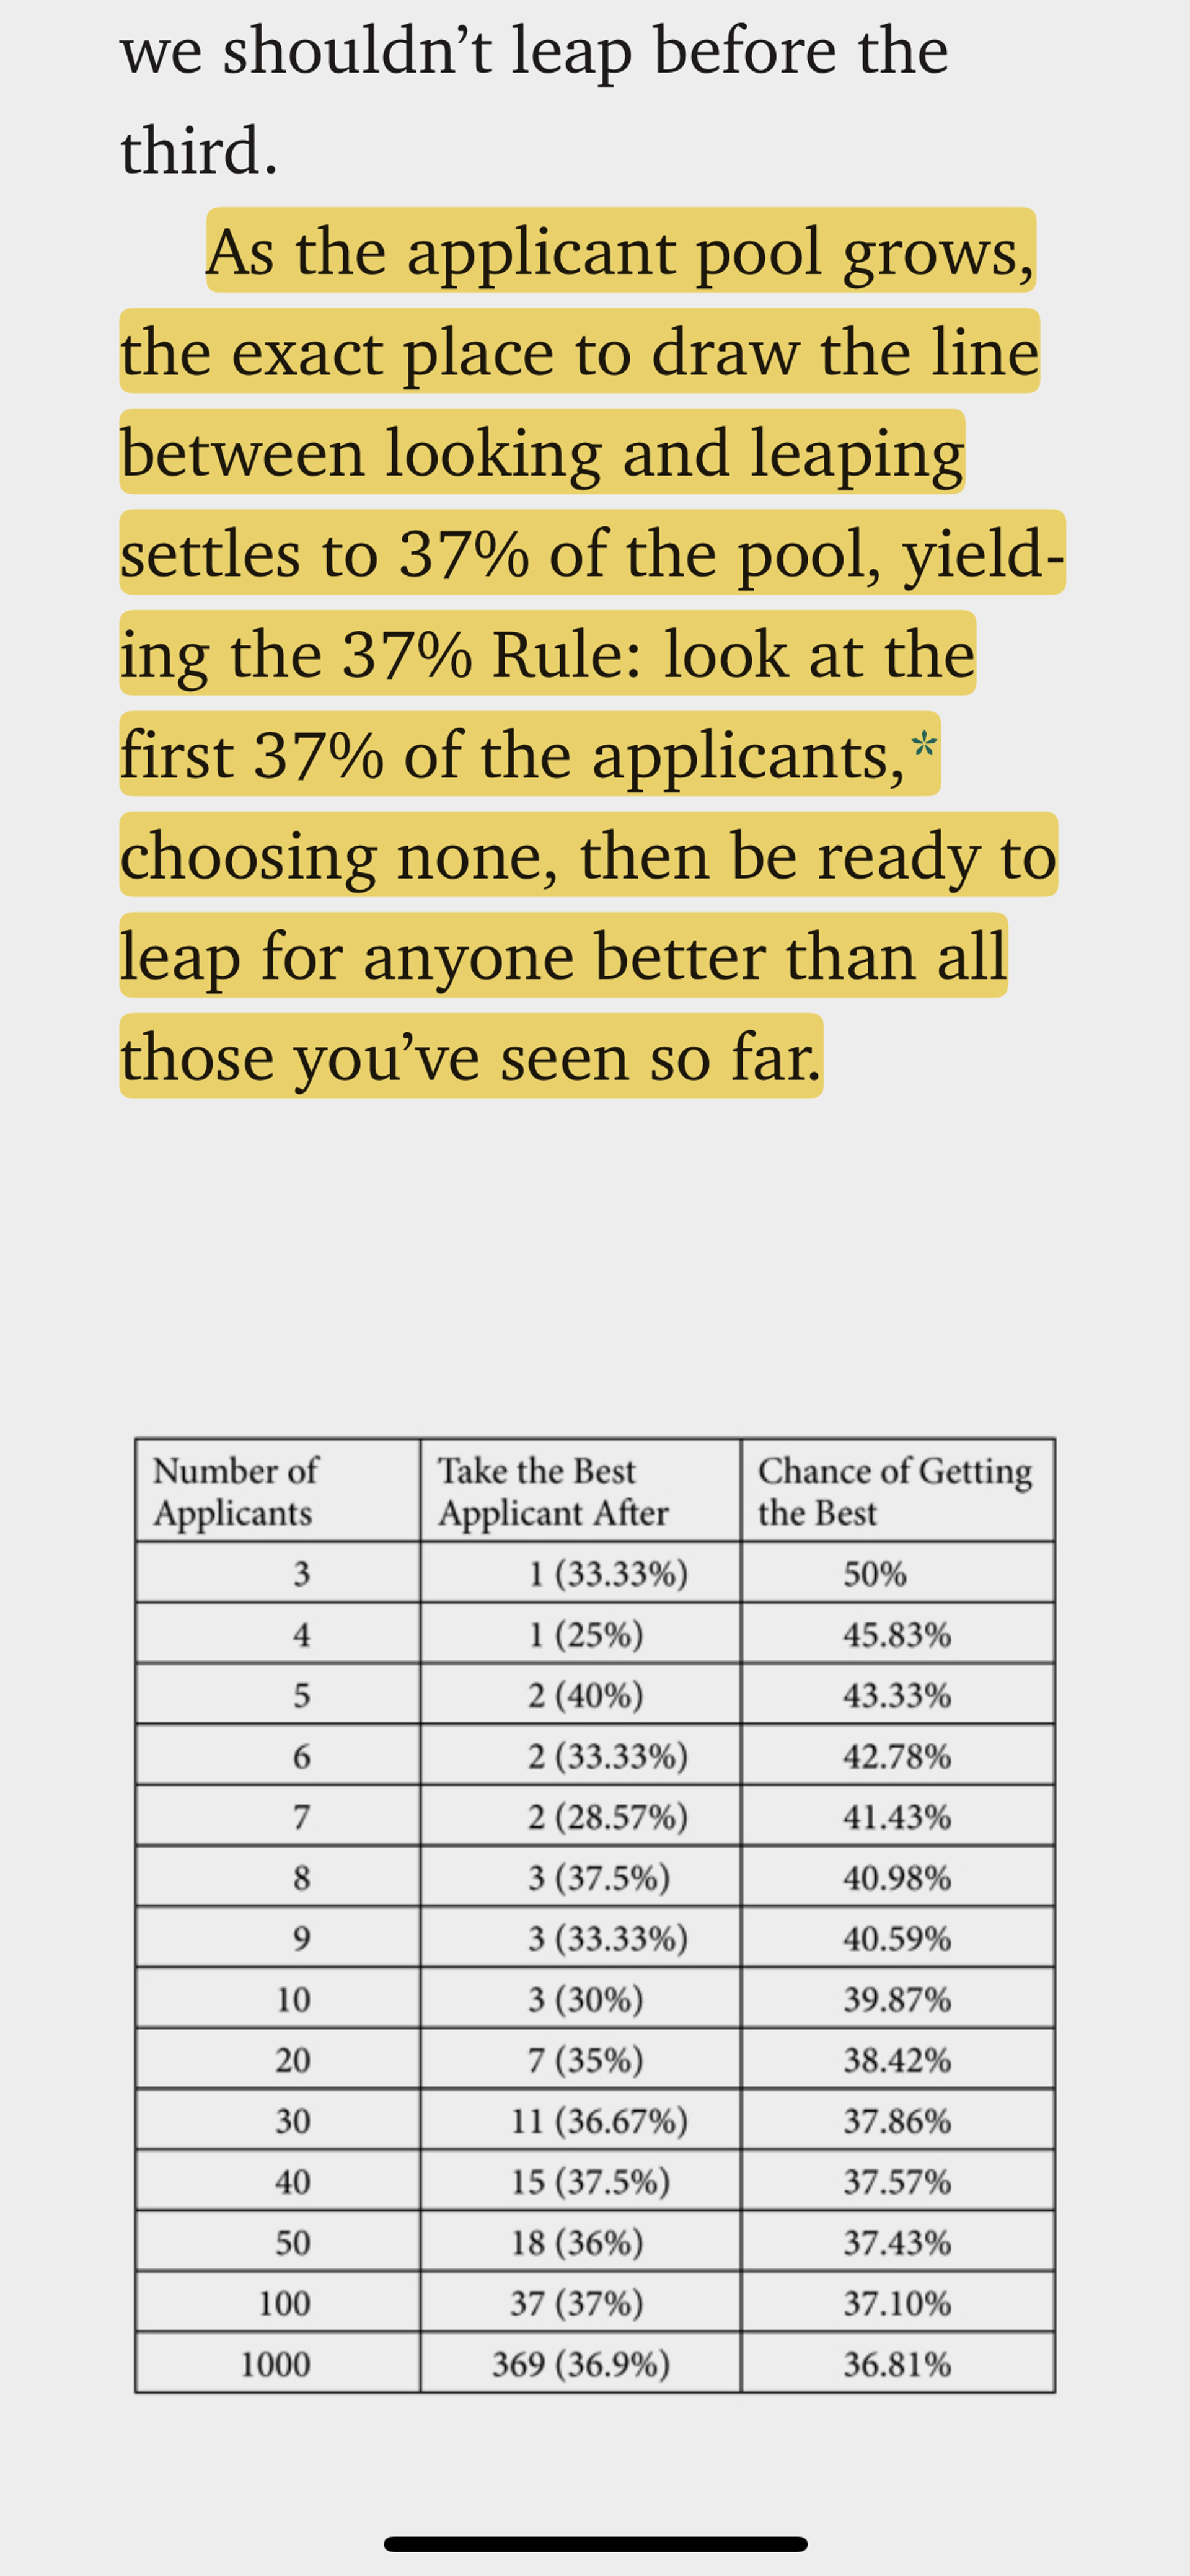 we shouldn’t leap before the
third.
As the applicant pool grows,
the exact place to draw the line
between looking and leaping
settles to 37% of the pool, yield-
ing the 37% Rule: look at the
first 37% of the applicants,*
choosing none, then be ready to
leap for anyone better than all
those you’ve seen so far.
Number of Applicants | Take the Best Applicant After | Chance of Getting the Best
3 | 1 (33.33%) | 50%
4 | 1 (25%) | 45.83%
5 | 2 (40%) | 43.33%
6 | 2 (33.33%) | 42.78%
7 | 2 (28.57%) | 41.43%
8 | 3 (37.5%) | 40.98%
9 | 3 (33.33%) | 40.59%
10 | 3 (30%) | 39.87%
20 | 7 (35%) | 38.42%
30 | 11 (36.67%) | 37.86%
40 | 15 (37.5%) | 37.57%
50 | 18 (36%) | 37.43%
100 | 37 (37%) | 37.10%
1000 | 369 (36.9%) | 36.81%